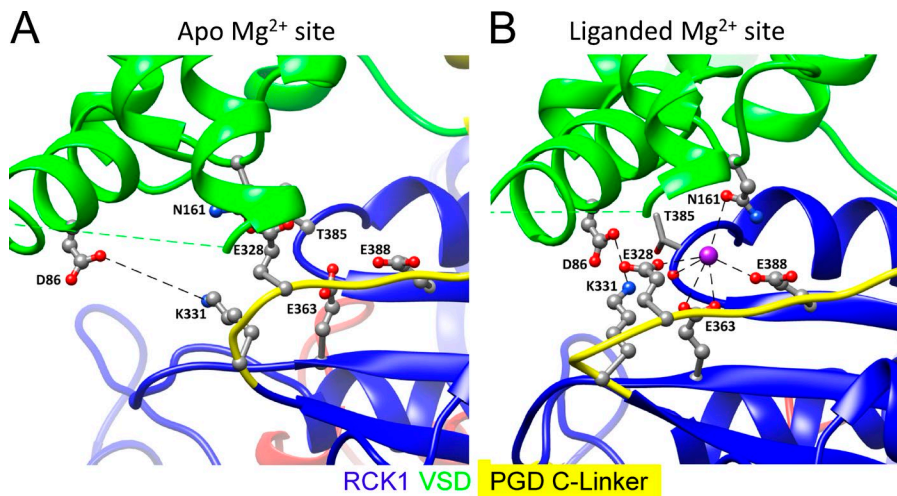 A
Apo Mg²⁺ site
N161
T385
E328
E388
D86
K331
E363
B
Liganded Mg²⁺ site
N161
T385
E328
D86
E388
K331
E363
RCK1 VSD PGD C-Linker